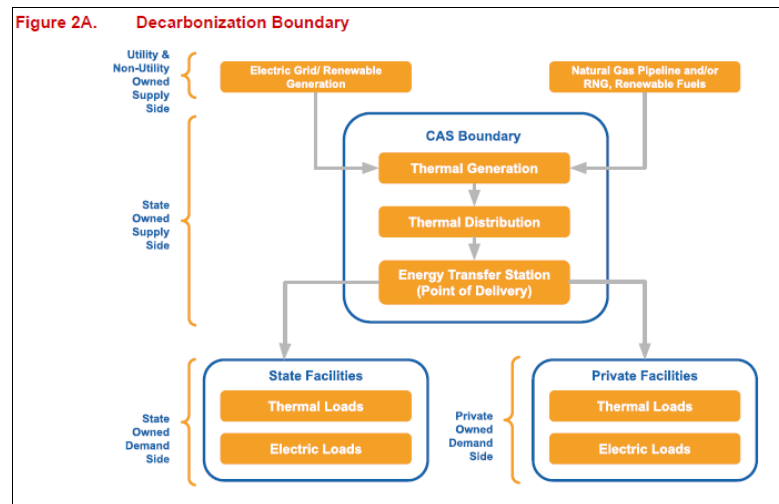 Figure 2A. Decarbonization Boundary
Utility &
Non-Utility
Owned
Supply
Side
Electric Grid/ Renewable
Generation
Natural Gas Pipeline and/or
RNG, Renewable Fuels
CAS Boundary
Thermal Generation
State
Owned
Supply
Side
Thermal Distribution
Energy Transfer Station
(Point of Delivery)
State
Owned
Demand
Side
State Facilities
Thermal Loads
Electric Loads
Private
Owned
Demand
Side
Private Facilities
Thermal Loads
Electric Loads